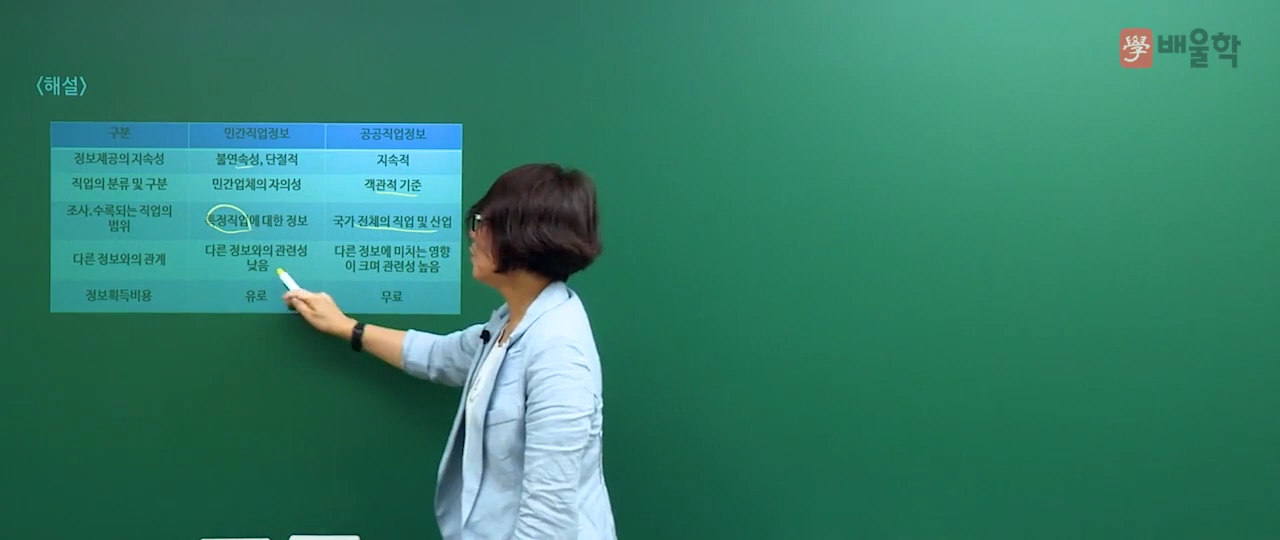 學 배울학
〈해설〉
구분 민간직업정보 공공직업정보
정보제공의 지속성 불연속성, 단절적 지속적
직업의 분류 및 구분 민간업체의 자의성 객관적 기준
조사.수록되는 직업의
범위 특정직업에 대한 정보 국가 전체의 직업 및 산업
다른 정보와의 관계 다른 정보와의 관련성
낮음 다른 정보에 미치는 영향
이 크며 관련성 높음
정보획득비용 유로 무료